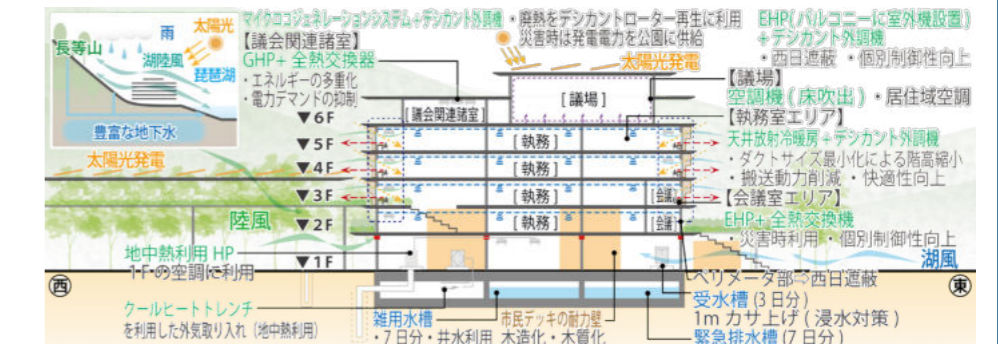 長等山
雨
太陽光
湖陸風
琵琶湖
豊富な地下水
マイクロコジェネレーションシステム+デシカント外調機 ・廃熱をデシカントローター再生に利用
災害時は発電電力を公園に供給
【議会関連諸室】
GHP+ 全熱交換器
・エネルギーの多重化
・電力デマンドの抑制
EHP(バルコニーに室外機設置)
+デシカント外調機
・西日遮蔽 ・個別制御性向上
太陽光発電
【議場】
空調機(床吹出)・居住域空調
【執務室エリア】
天井放射冷暖房+デシカント外調機
・ダクトサイズ最小化による階高縮小
・搬送動力削減 ・快適性向上
【会議室エリア】
EHP+ 全熱交換機
・災害時利用 ・個別制御性向上
[議場]
[議会関連諸室]
▼6F
▼5F
[執務]
▼4F
[執務]
▼3F
[執務]
[会議]
▼2F
[執務]
[会議]
▼1F
太陽光発電
陸風
湖風
地中熱利用 HP
1Fの空調に利用
西
東
ペリメータ部⇨西日遮蔽
クールヒートトレンチ
を利用した外気取り入れ(地中熱利用)
雑用水槽
・7日分・井水利用
市民デッキの耐力壁
木造化・木質化
受水槽(3日分)
1mカサ上げ(浸水対策)
緊急排水槽(7日分)